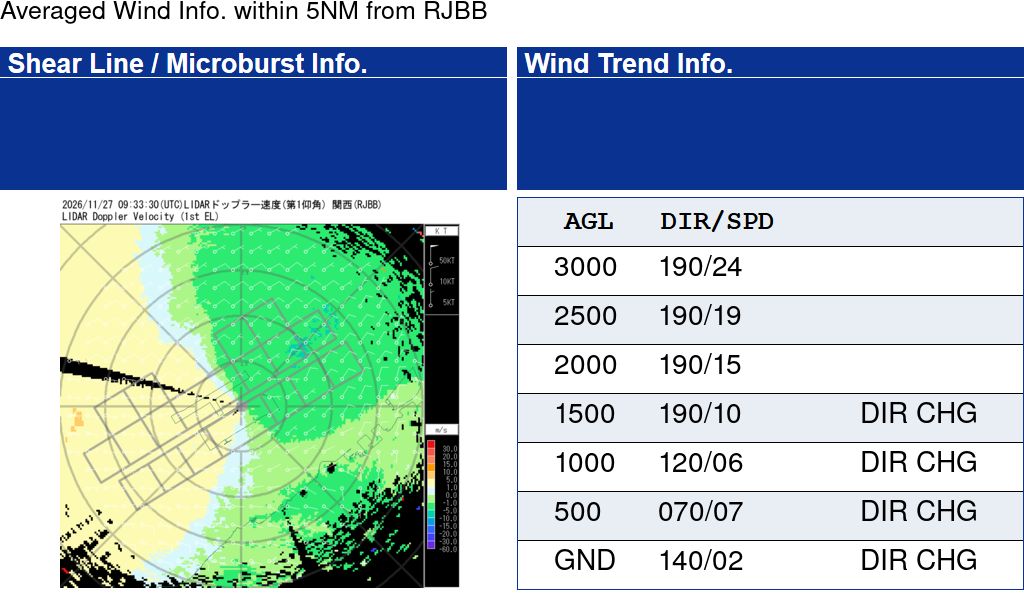 Averaged Wind Info. within 5NM from RJBB
Shear Line / Microburst Info.
Wind Trend Info.
2026/11/27 09:33:30(UTC)LIDARドップラー速度(第1仰角) 関西(RJBB)
LIDAR Doppler Velocity (1st EL)
KT
50KT
10KT
5KT
m/s
30.0
20.0
15.0
10.0
5.0
1.0
0.0
-1.0
-5.0
-10.0
-15.0
-20.0
-30.0
-60.0
AGL DIR/SPD
3000 190/24
2500 190/19
2000 190/15
1500 190/10 DIR CHG
1000 120/06 DIR CHG
500 070/07 DIR CHG
GND 140/02 DIR CHG